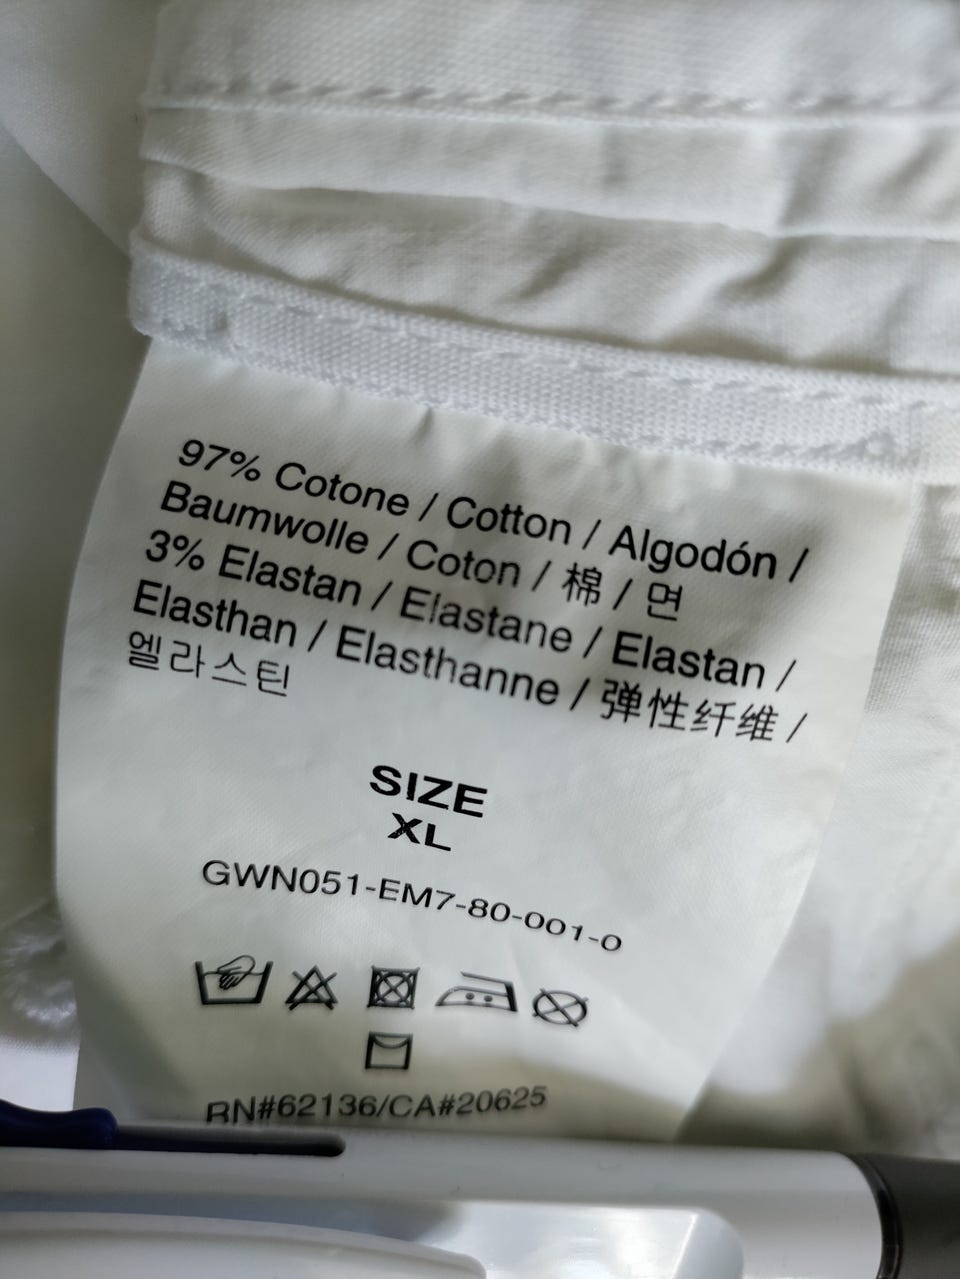 97% Cotone / Cotton / Algodón /
Baumwolle / Coton / 棉 / 면
3% Elastan / Elastane / Elastan /
Elasthan / Elasthanne / 弹性纤维 /
엘라스틴
SIZE
XL
GWN051-EM7-80-001-0
RN#62136/CA#20625